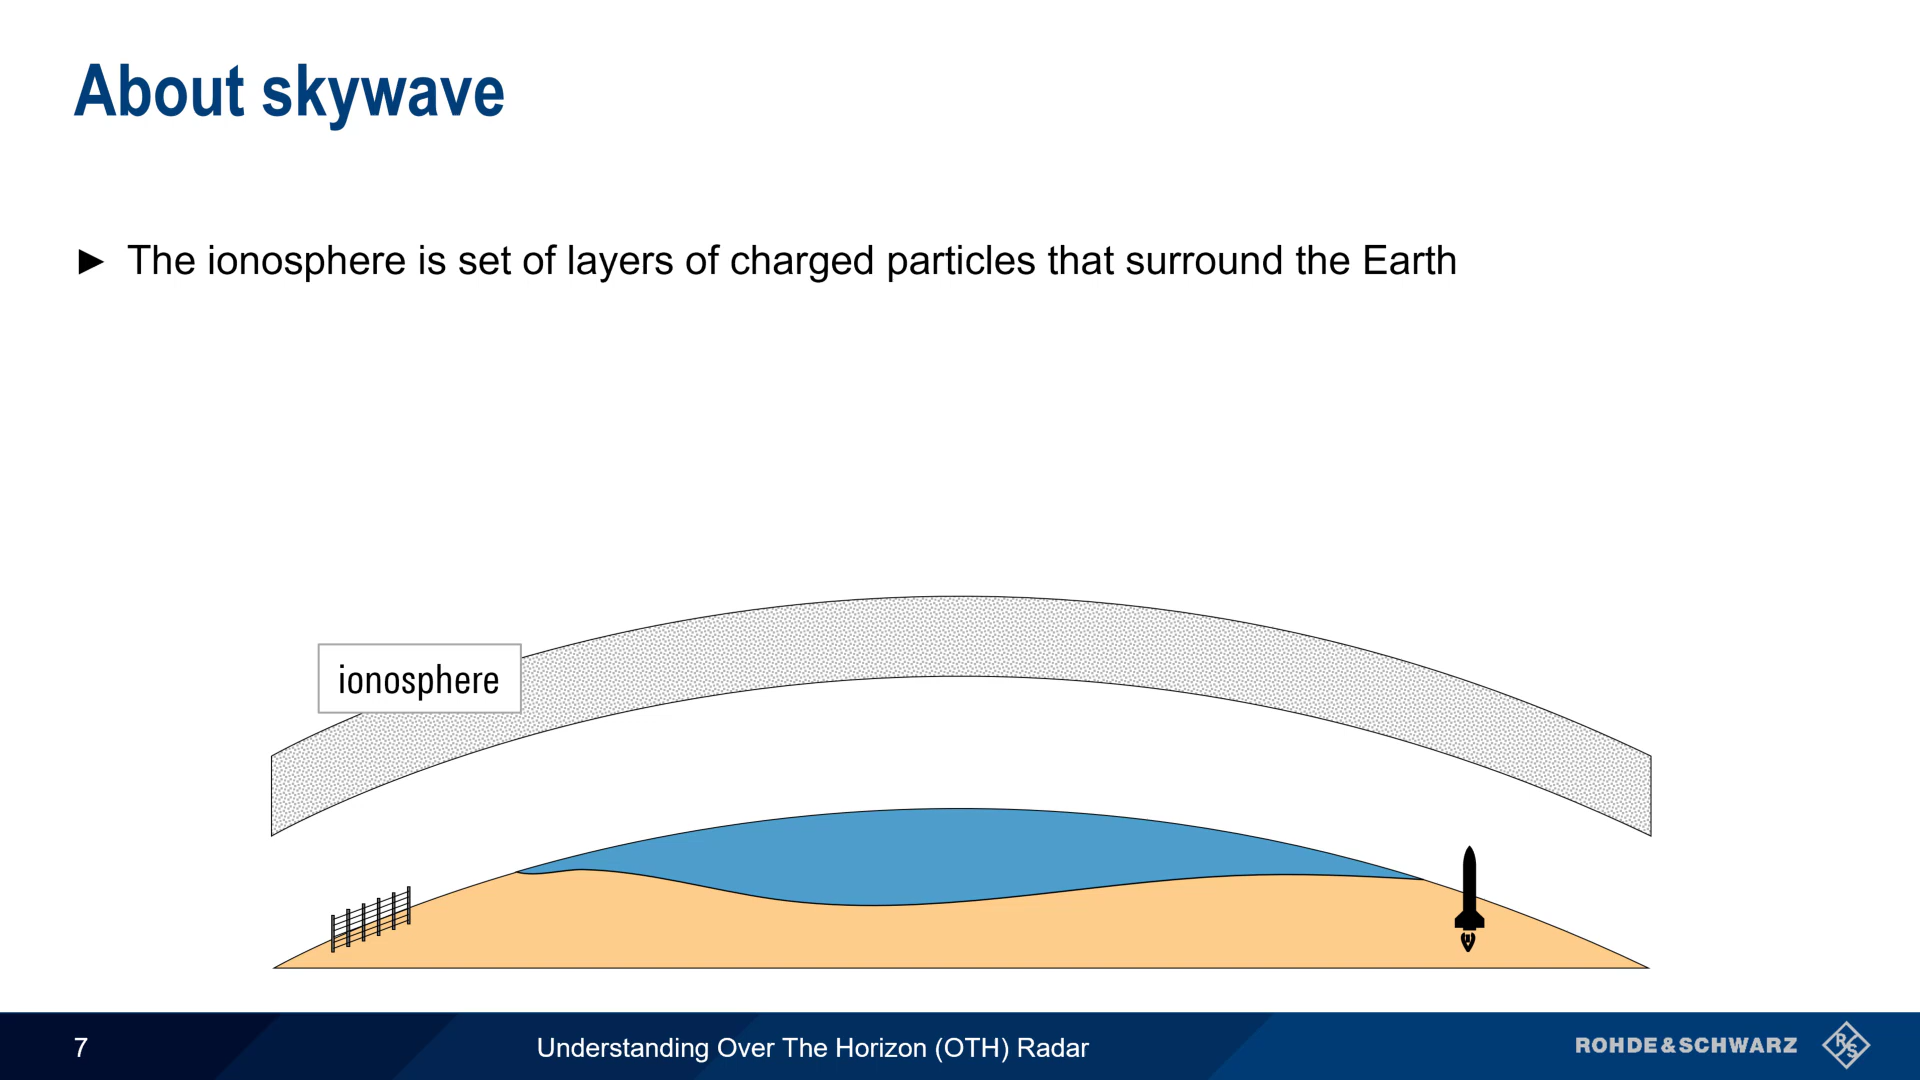 About skywave
► The ionosphere is set of layers of charged particles that surround the Earth
ionosphere
7
Understanding Over The Horizon (OTH) Radar
ROHDE&SCHWARZ
R/S